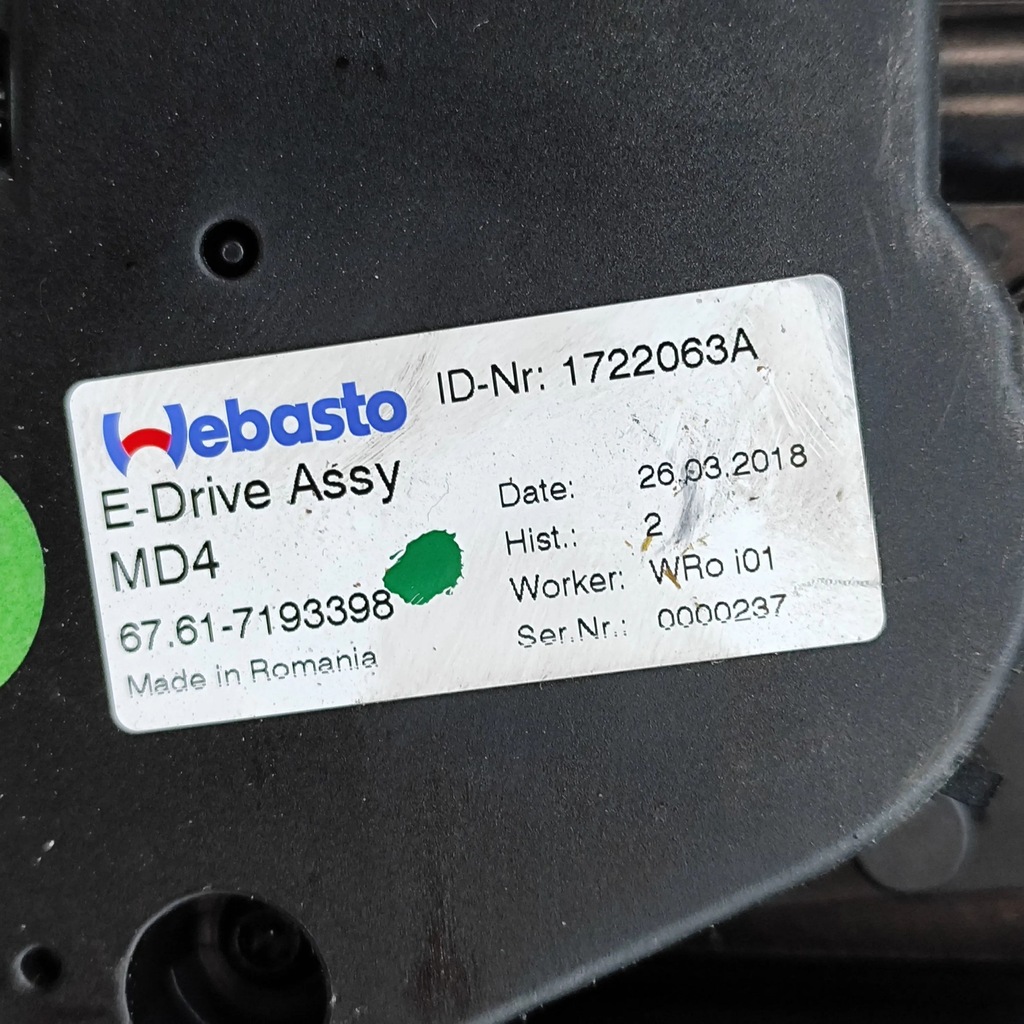 Webasto
ID-Nr: 1722063A
E-Drive Assy
MD4
67.61-7193398
Made in Romania
Date: 26.03.2018
Hist.: 2
Worker: WRo i01
Ser.Nr.: 0000237